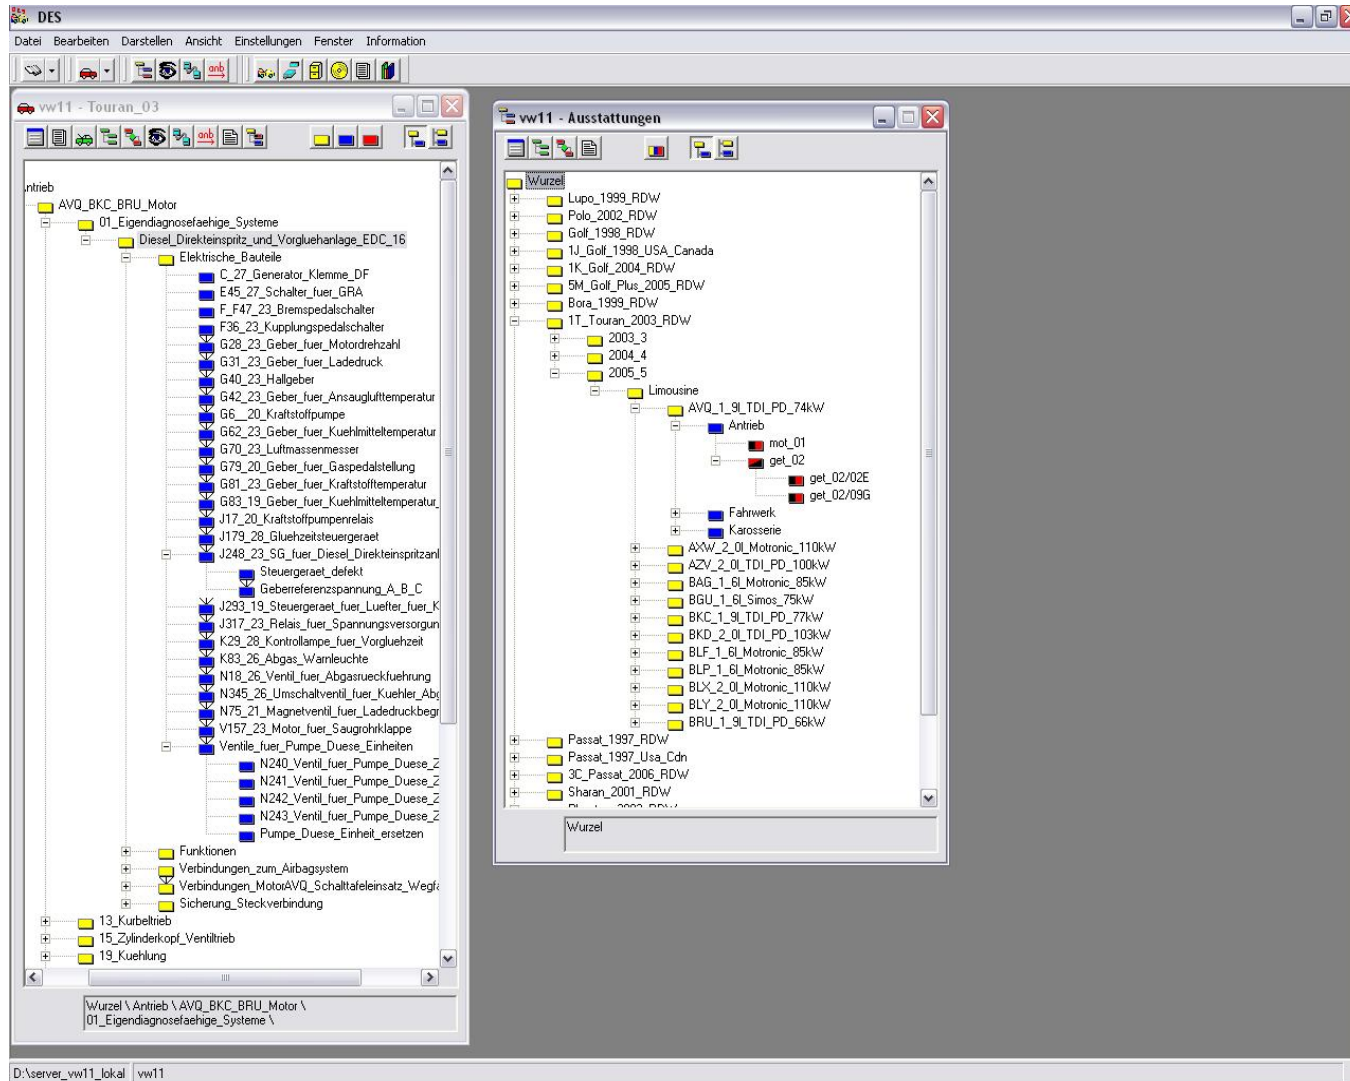 DES
Datei Bearbeiten Darstellen Ansicht Einstellungen Fenster Information
anb
vw11 - Touran_03
anb
ntrieb
AVQ_BKC_BRU_Motor
01_Eigendiagnosefaehige_Systeme
Diesel_Direkteinspritz_und_Vorgluehanlage_EDC_16
Elektrische_Bauteile
C_27_Generator_Klemme_DF
E45_27_Schalter_fuer_GRA
F_F47_23_Bremspedalschalter
F36_23_Kupplungspedalschalter
G28_23_Geber_fuer_Motordrehzahl
G31_23_Geber_fuer_Ladedruck
G40_23_Hallgeber
G42_23_Geber_fuer_Ansauglufttemperatur
G6__20_Kraftstoffpumpe
G62_23_Geber_fuer_Kuehlmitteltemperatur
G70_23_Luftmassenmesser
G79_20_Geber_fuer_Gaspedalstellung
G81_23_Geber_fuer_Kraftstofftemperatur
G83_19_Geber_fuer_Kuehlmitteltemperatur_
J17_20_Kraftstoffpumpenrelais
J179_28_Gluehzeitsteuergeraet
J248_23_SG_fuer_Diesel_Direkteinspritzanl
Steuergeraet_defekt
Geberreferenzspannung_A_B_C
J293_19_Steuergeraet_fuer_Luefter_fuer_K
J317_23_Relais_fuer_Spannungsversorgun
K29_28_Kontrollampe_fuer_Vorgluehzeit
K83_26_Abgas_Warnleuchte
N18_26_Ventil_fuer_Abgasrueckfuehrung
N345_26_Umschaltventil_fuer_Kuehler_Abg
N75_21_Magnetventil_fuer_Ladedruckbegr
V157_23_Motor_fuer_Saugrohrklappe
Ventile_fuer_Pumpe_Duese_Einheiten
N240_Ventil_fuer_Pumpe_Duese_Z
N241_Ventil_fuer_Pumpe_Duese_Z
N242_Ventil_fuer_Pumpe_Duese_Z
N243_Ventil_fuer_Pumpe_Duese_Z
Pumpe_Duese_Einheit_ersetzen
Funktionen
Verbindungen_zum_Airbagsystem
Verbindungen_MotorAVQ_Schalttafeleinsatz_Wegfa
Sicherung_Steckverbindung
13_Kurbeltrieb
15_Zylinderkopf_Ventiltrieb
19_Kuehlung
Wurzel \ Antrieb \ AVQ_BKC_BRU_Motor \
01_Eigendiagnosefaehige_Systeme \
vw11 - Ausstattungen
Wurzel
Lupo_1999_RDW
Polo_2002_RDW
Golf_1998_RDW
1J_Golf_1998_USA_Canada
1K_Golf_2004_RDW
5M_Golf_Plus_2005_RDW
Bora_1999_RDW
1T_Touran_2003_RDW
2003_3
2004_4
2005_5
Limousine
AVQ_1_9l_TDI_PD_74kW
Antrieb
mot_01
get_02
get_02/02E
get_02/09G
Fahrwerk
Karosserie
AXW_2_0l_Motronic_110kW
AZV_2_0l_TDI_PD_100kW
BAG_1_6l_Motronic_85kW
BGU_1_6l_Simos_75kW
BKC_1_9l_TDI_PD_77kW
BKD_2_0l_TDI_PD_103kW
BLF_1_6l_Motronic_85kW
BLP_1_6l_Motronic_85kW
BLX_2_0l_Motronic_110kW
BLY_2_0l_Motronic_110kW
BRU_1_9l_TDI_PD_66kW
Passat_1997_RDW
Passat_1997_Usa_Cdn
3C_Passat_2006_RDW
Sharan_2001_RDW
Wurzel
D:\server_vw11_lokal vw11